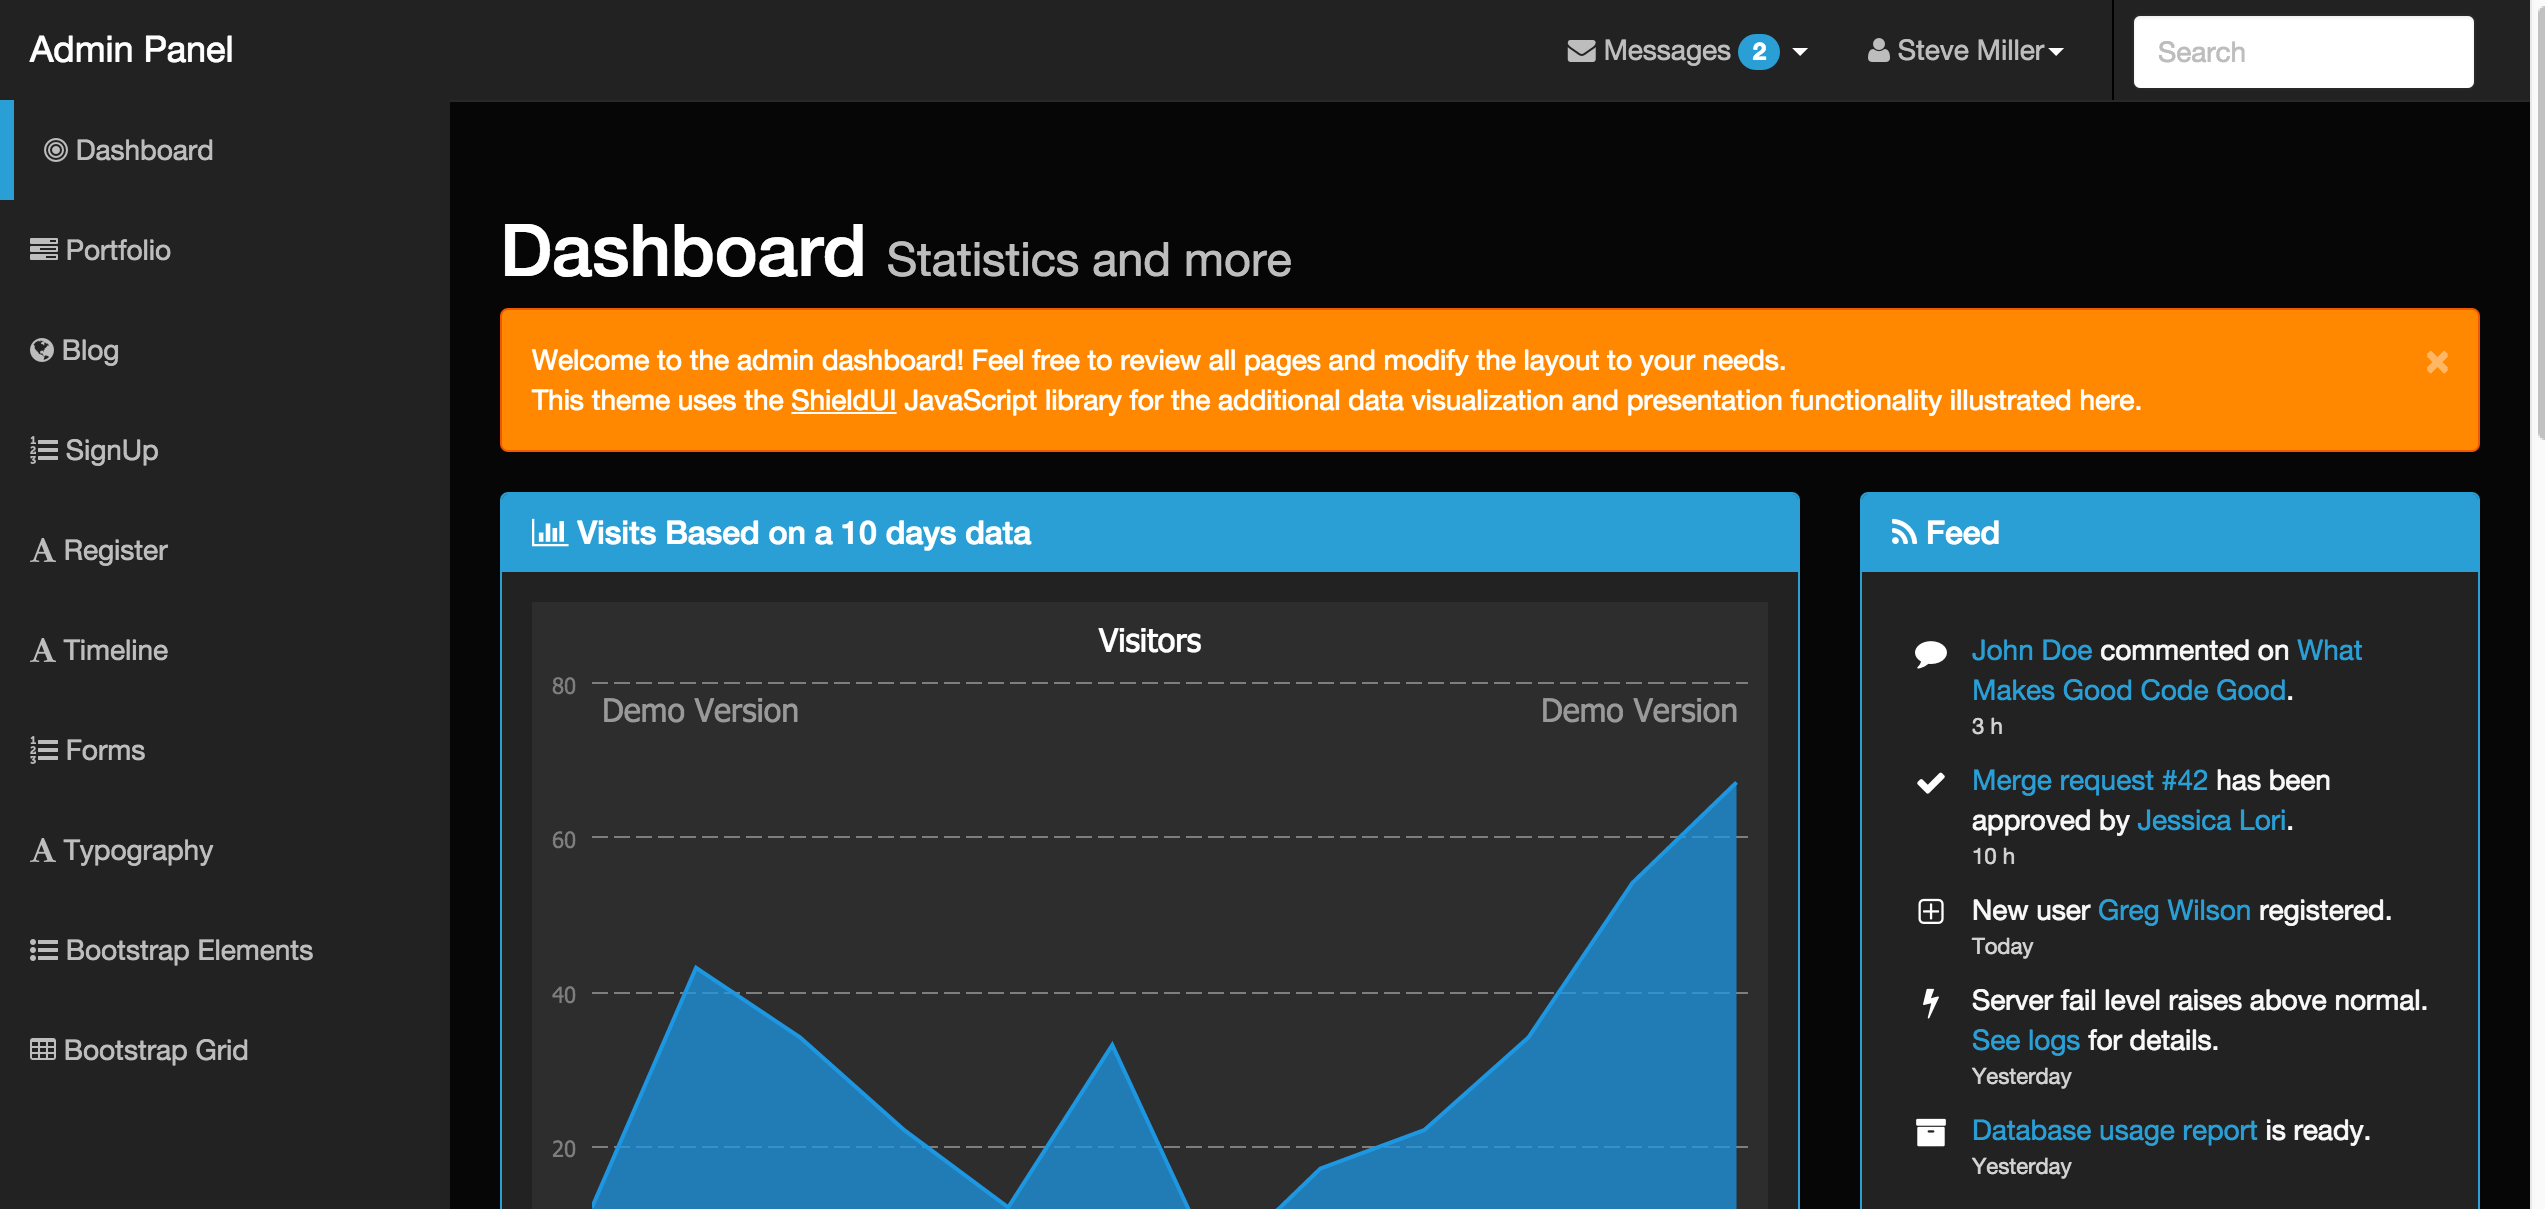 Admin Panel
Messages 2
Steve Miller
Search
Dashboard
Portfolio
Blog
SignUp
Register
Timeline
Forms
Typography
Bootstrap Elements
Bootstrap Grid
Dashboard Statistics and more
Welcome to the admin dashboard! Feel free to review all pages and modify the layout to your needs.
This theme uses the ShieldUI JavaScript library for the additional data visualization and presentation functionality illustrated here.
Visits Based on a 10 days data
Visitors
80
Demo Version Demo Version
60
40
20
Feed
John Doe commented on What
Makes Good Code Good.
3 h
Merge request #42 has been
approved by Jessica Lori.
10 h
New user Greg Wilson registered.
Today
Server fail level raises above normal.
See logs for details.
Yesterday
Database usage report is ready.
Yesterday